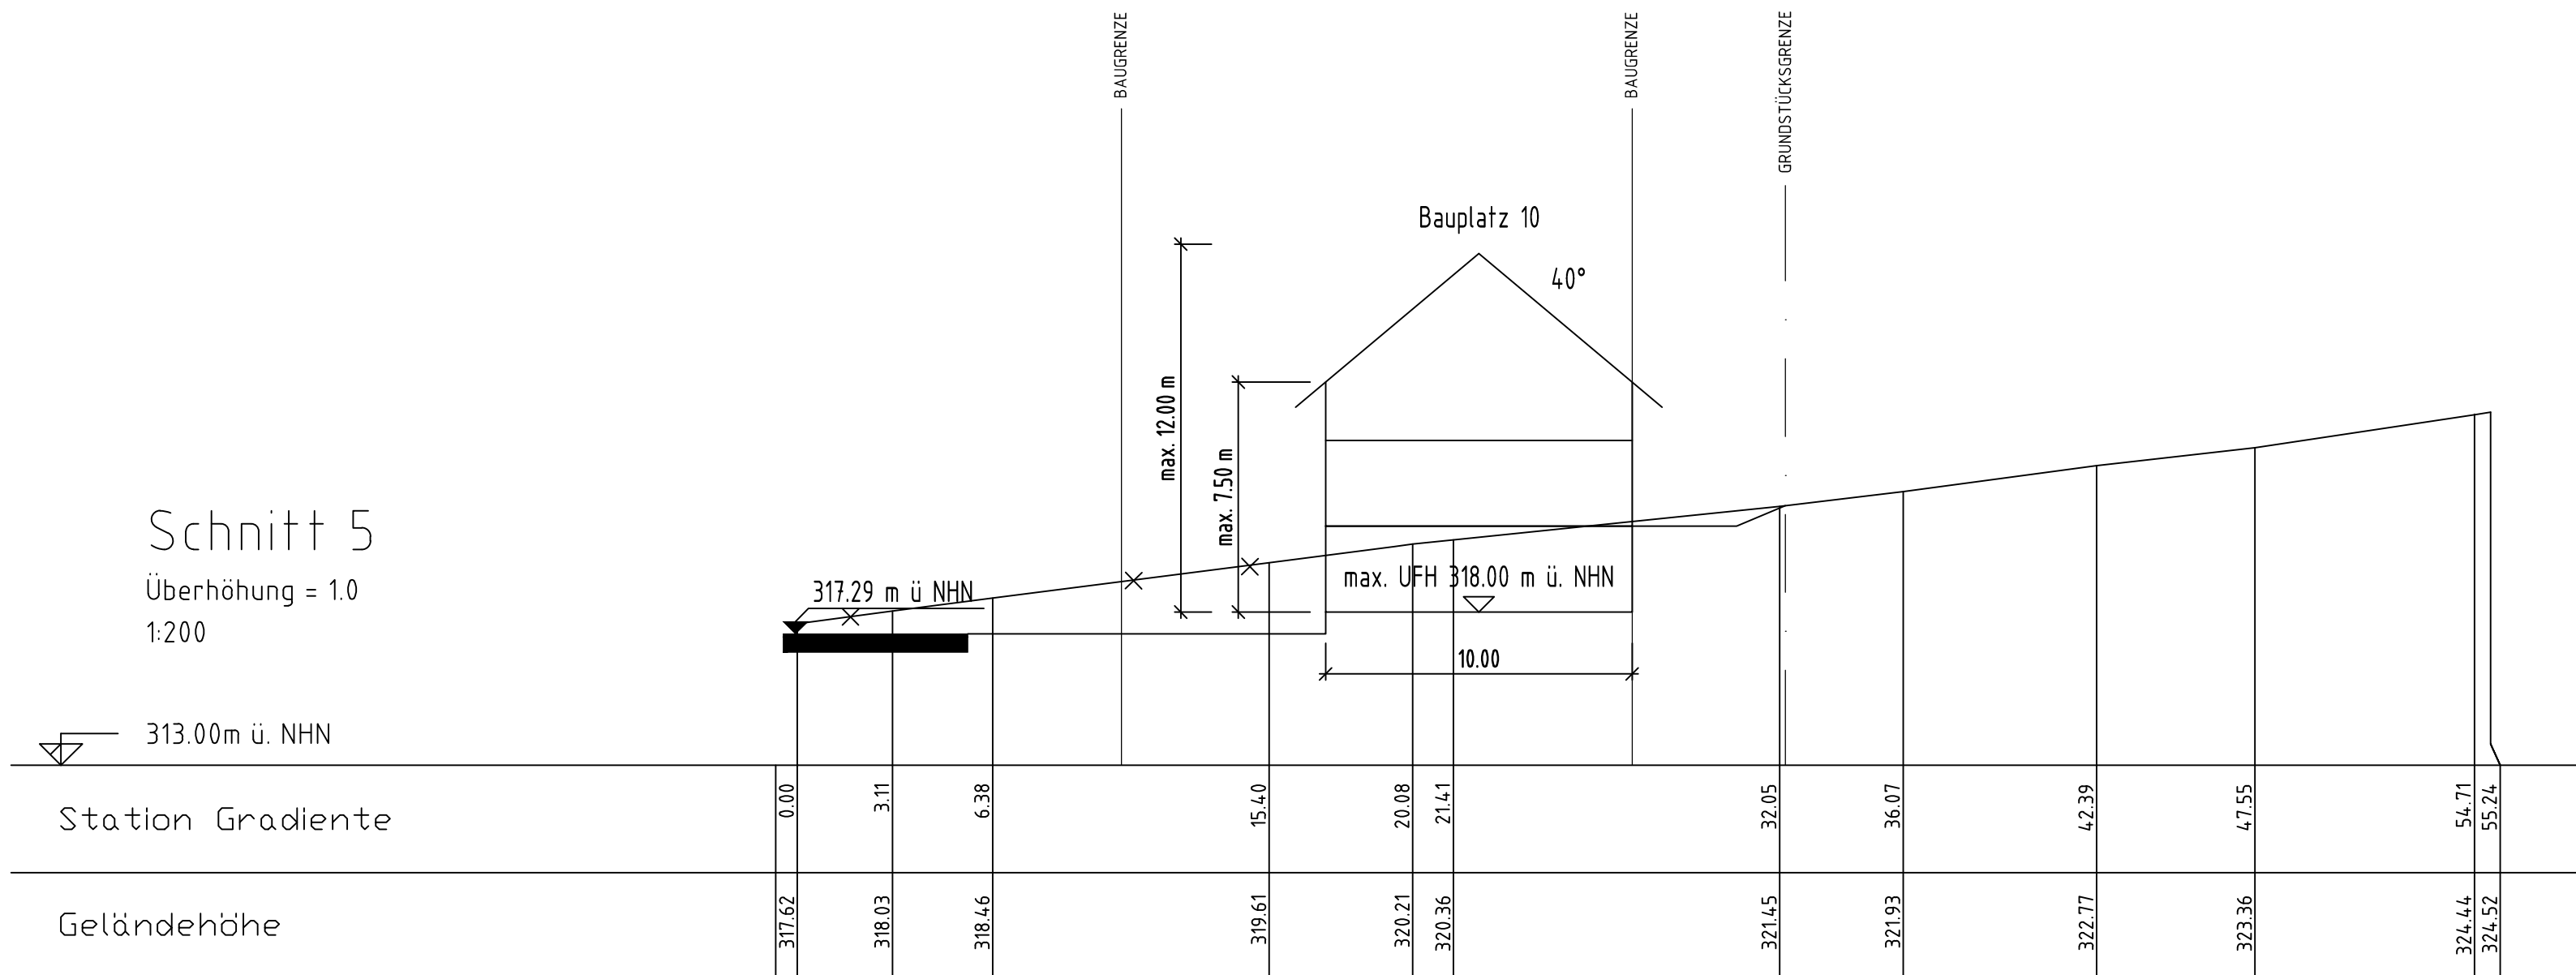 BAUGRENZE
BAUGRENZE
GRUNDSTÜCKSGRENZE
Bauplatz 10
40°
max. 12.00 m
max. 7.50 m
Schnitt 5
Überhöhung = 1.0
1:200
317.29 m ü NHN
max. UFH 318.00 m ü. NHN
10.00
313.00m ü. NHN
Station Gradiente
0.00
3.11
6.38
15.40
20.08
21.41
32.05
36.07
42.39
47.55
54.71
55.24
Geländehöhe
317.62
318.03
318.46
319.61
320.21
320.36
321.45
321.93
322.77
323.36
324.44
324.52